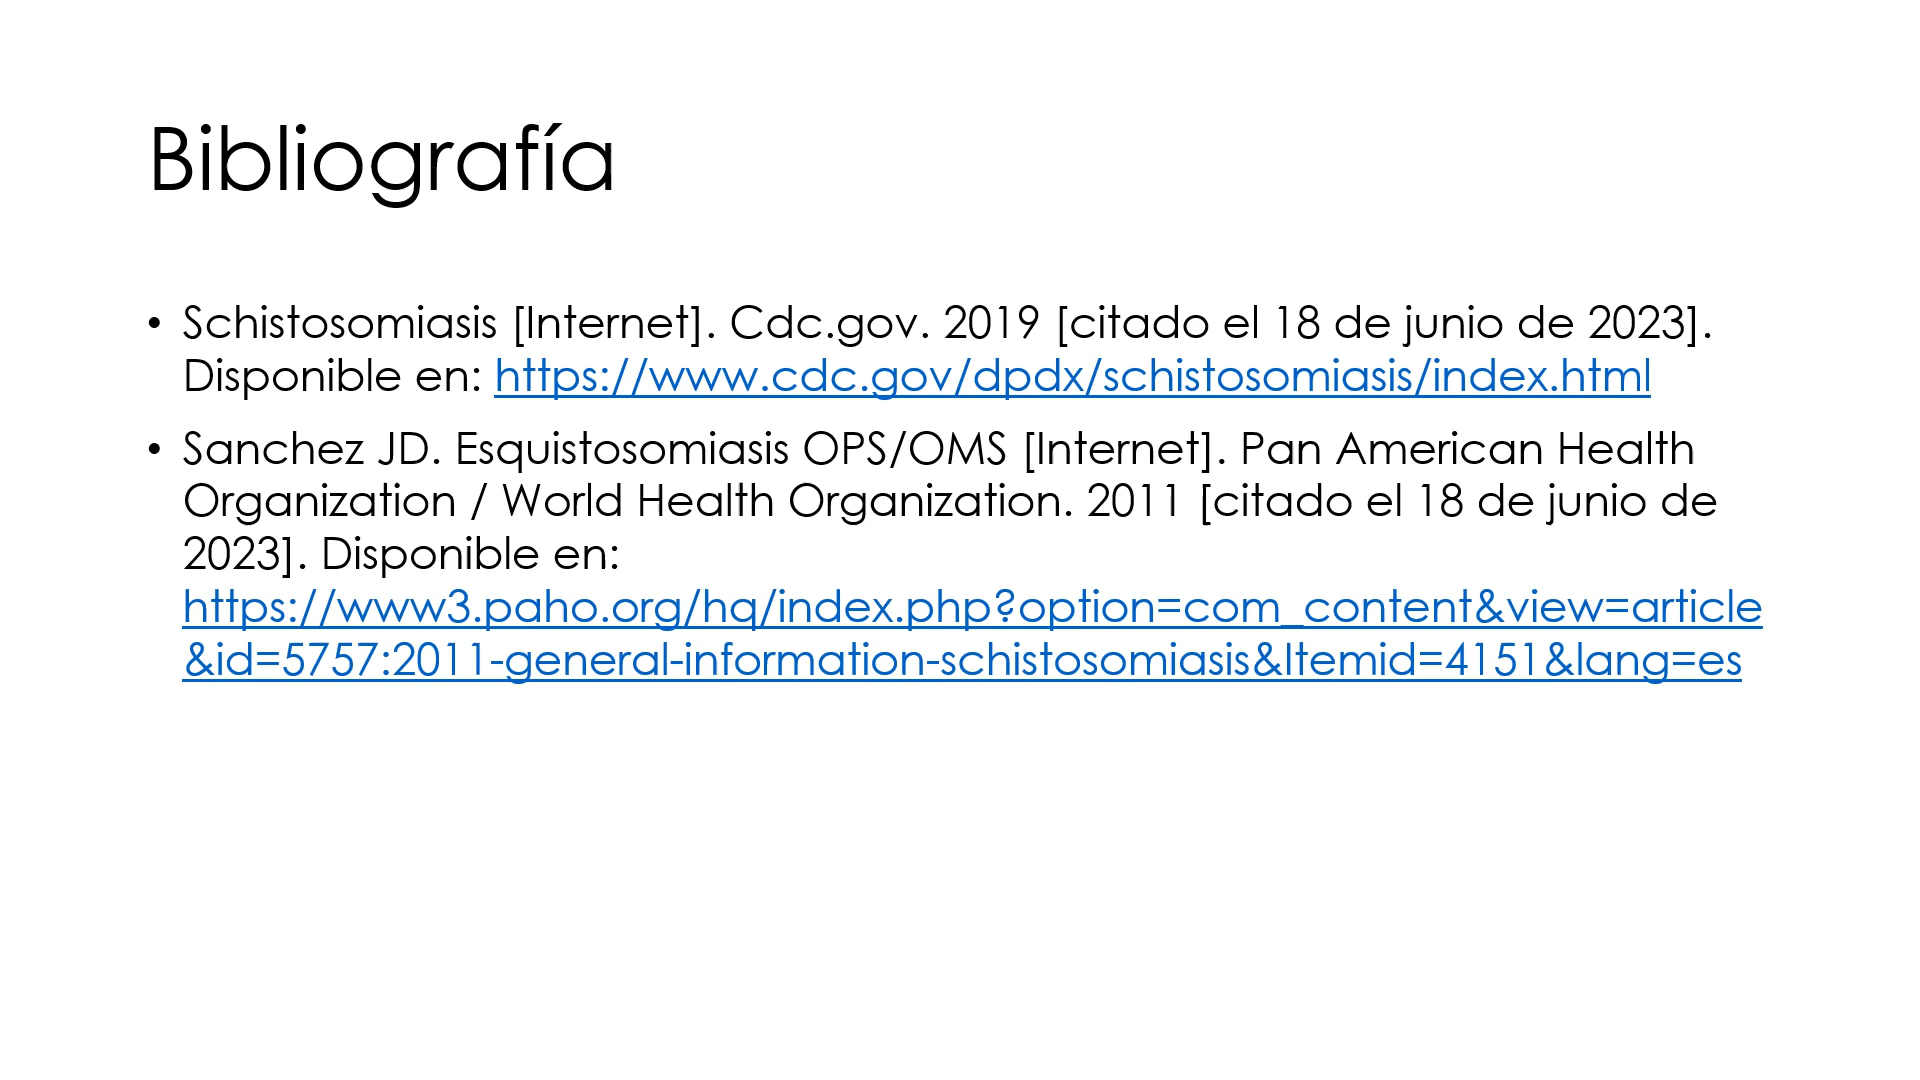 Bibliografía
• Schistosomiasis [Internet]. Cdc.gov. 2019 [citado el 18 de junio de 2023].
Disponible en: https://www.cdc.gov/dpdx/schistosomiasis/index.html
• Sanchez JD. Esquistosomiasis OPS/OMS [Internet]. Pan American Health
Organization / World Health Organization. 2011 [citado el 18 de junio de
2023]. Disponible en:
https://www3.paho.org/hq/index.php?option=com_content&view=article
&id=5757:2011-general-information-schistosomiasis&Itemid=4151&lang=es